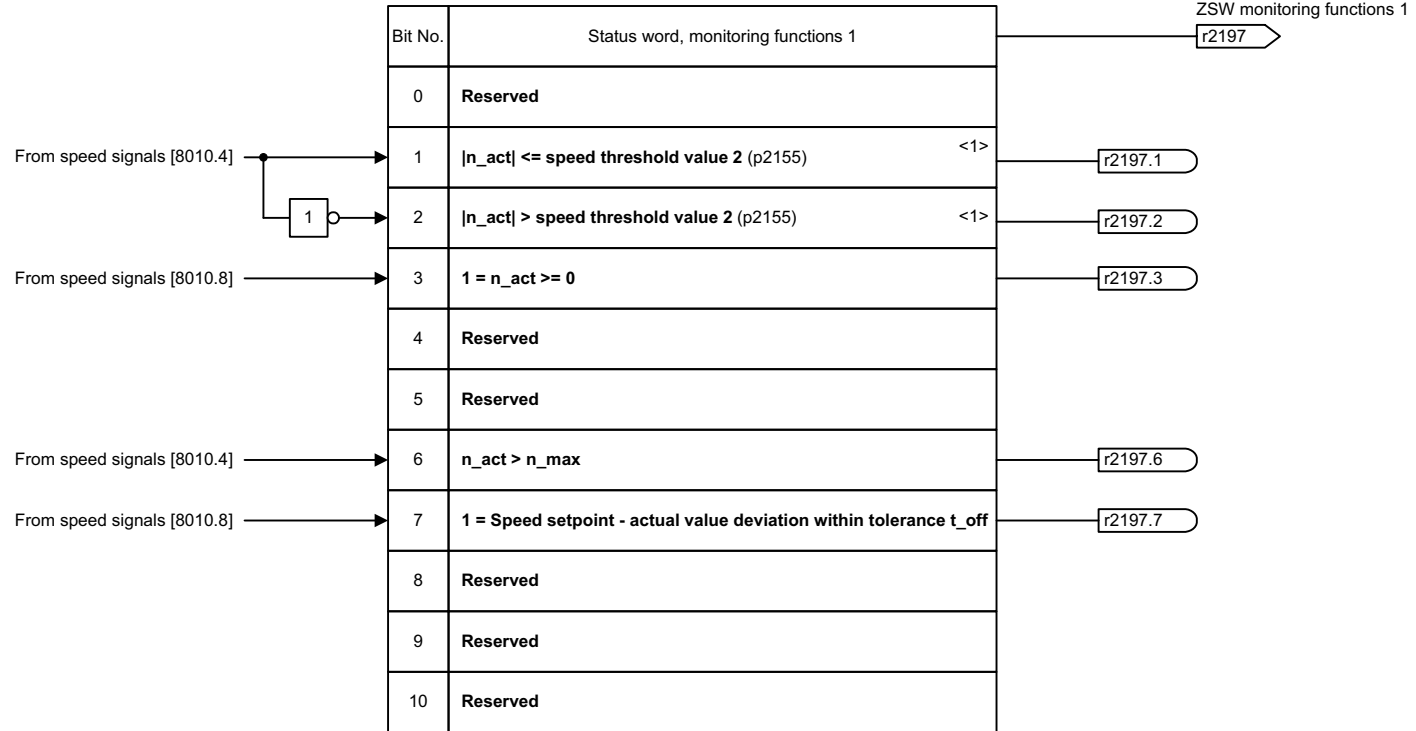 ZSW monitoring functions 1
Bit No. Status word, monitoring functions 1 r2197
0 Reserved
From speed signals [8010.4] 1 |n_act| <= speed threshold value 2 (p2155) <1> r2197.1
1 2 |n_act| > speed threshold value 2 (p2155) <1> r2197.2
From speed signals [8010.8] 3 1 = n_act >= 0 r2197.3
4 Reserved
5 Reserved
From speed signals [8010.4] 6 n_act > n_max r2197.6
From speed signals [8010.8] 7 1 = Speed setpoint - actual value deviation within tolerance t_off r2197.7
8 Reserved
9 Reserved
10 Reserved